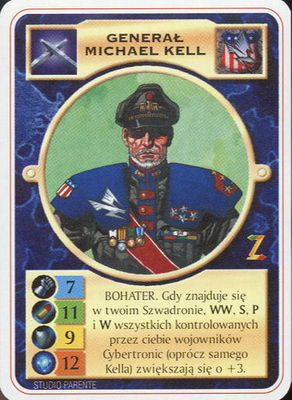 GENERAŁ
MICHAEL KELL
Z
7
11
9
12
BOHATER. Gdy znajduje się
w twoim Szwadronie, WW, S, P
i W wszystkich kontrolowanych
przez ciebie wojowników
Cybertronic (oprócz samego
Kella) zwiększają się o +3.
STUDIO PARENTE